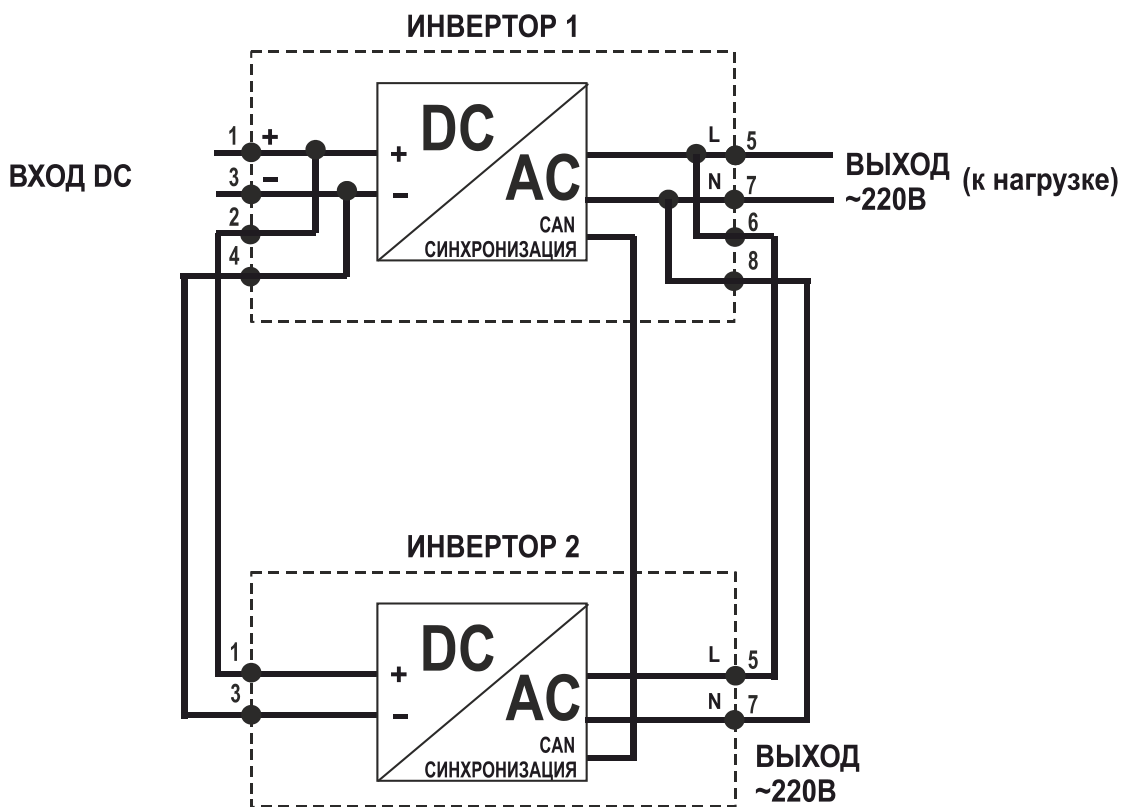 ИНВЕРТОР 1
1 +
ВХОД DC
3 −
2
4
+ DC
− AC
CAN
СИНХРОНИЗАЦИЯ
L 5
N 7
6
8
ВЫХОД (к нагрузке)
~220В
ИНВЕРТОР 2
1
3
+ DC
− AC
CAN
СИНХРОНИЗАЦИЯ
L 5
N 7
ВЫХОД
~220В